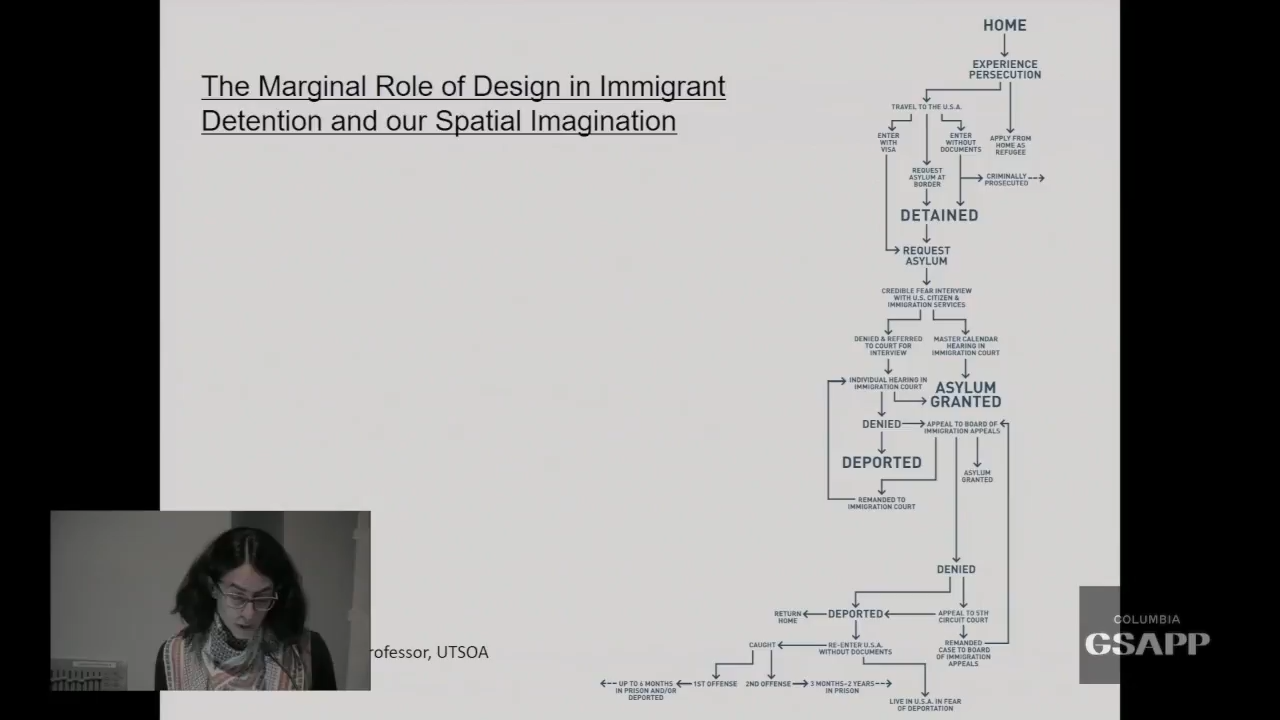 The Marginal Role of Design in Immigrant
Detention and our Spatial Imagination
HOME
EXPERIENCE
PERSECUTION
TRAVEL TO THE U.S.A.
ENTER
WITH
VISA
ENTER
WITHOUT
DOCUMENTS
APPLY FROM
HOME AS
REFUGEE
REQUEST
ASYLUM AT
BORDER
CRIMINALLY
PROSECUTED
DETAINED
REQUEST
ASYLUM
CREDIBLE FEAR INTERVIEW
WITH U.S. CITIZEN &
IMMIGRATION SERVICES
DENIED & REFERRED
TO COURT FOR
INTERVIEW
MASTER CALENDAR
HEARING IN
IMMIGRATION COURT
INDIVIDUAL HEARING IN
IMMIGRATION COURT
ASYLUM
GRANTED
DENIED
APPEAL TO BOARD OF
IMMIGRATION APPEALS
DEPORTED
ASYLUM
GRANTED
REMANDED TO
IMMIGRATION COURT
DENIED
RETURN
HOME
DEPORTED
APPEAL TO 5TH
CIRCUIT COURT
CAUGHT
RE-ENTER U.S.A.
WITHOUT DOCUMENTS
REMANDED
CASE TO BOARD
OF IMMIGRATION
APPEALS
UP TO 6 MONTHS
IN PRISON AND/OR
DEPORTED
1ST OFFENSE
2ND OFFENSE
3 MONTHS-2 YEARS
IN PRISON
LIVE IN U.S.A. IN FEAR
OF DEPORTATION
rofessor, UTSOA
COLUMBIA
GSAPP